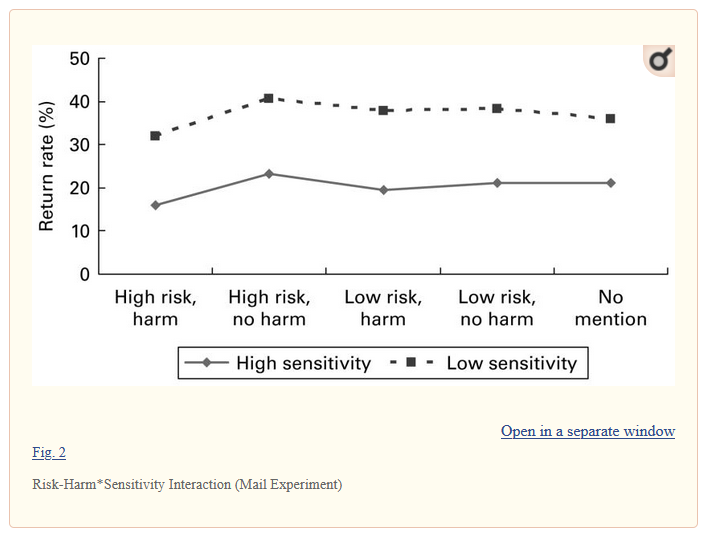 50
40
30
20
10
0
Return rate (%)
High risk,
harm
High risk,
no harm
Low risk,
harm
Low risk,
no harm
No
mention
High sensitivity
Low sensitivity
Open in a separate window
Fig. 2
Risk-Harm*Sensitivity Interaction (Mail Experiment)